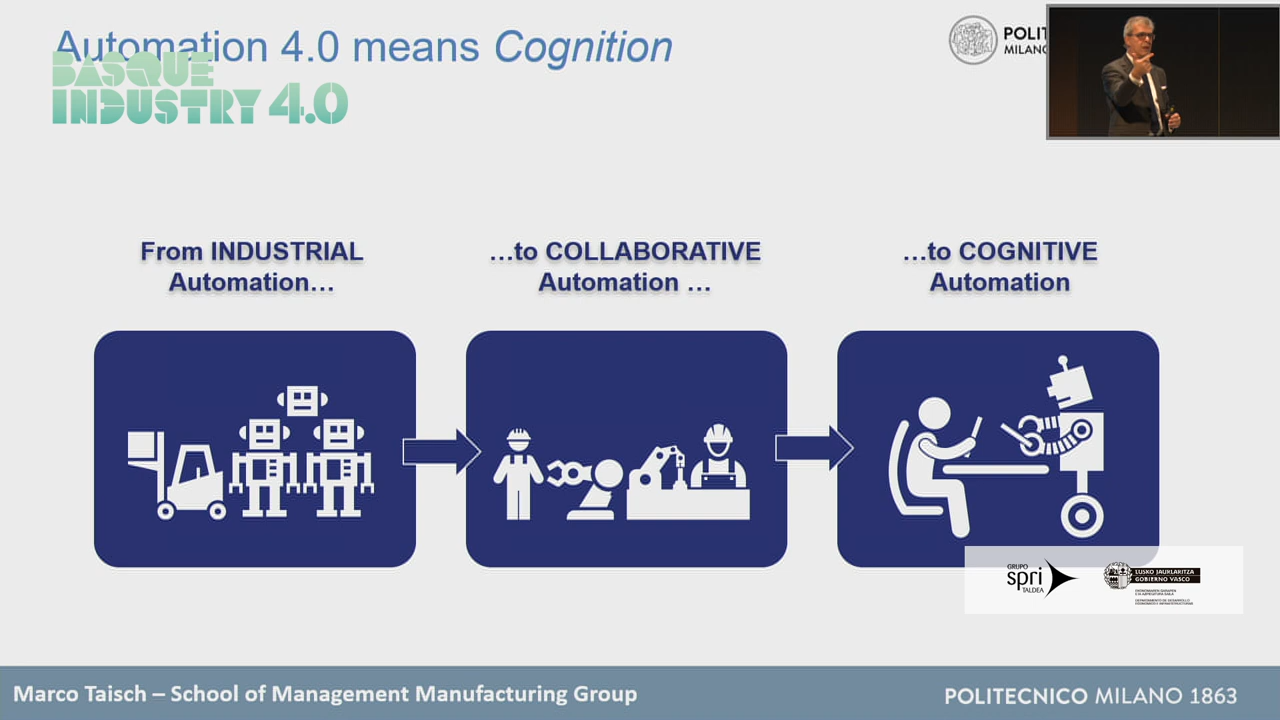 Automation 4.0 means Cognition
BASQUE
INDUSTRY 4.0
POLIT
MILANO
From INDUSTRIAL
Automation…
…to COLLABORATIVE
Automation …
…to COGNITIVE
Automation
GRUPO
spri
TALDEA
EUSKO JAURLARITZA
GOBIERNO VASCO
Marco Taisch – School of Management Manufacturing Group
POLITECNICO MILANO 1863